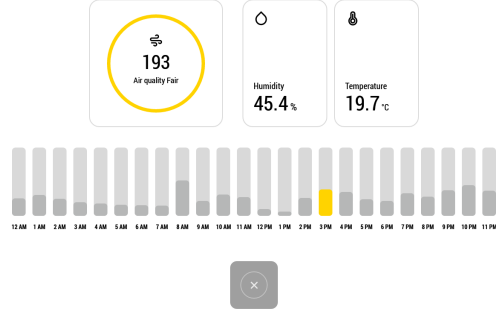 193
Air quality Fair
Humidity
45.4 %
Temperature
19.7 °C
12 AM 1 AM 2 AM 3 AM 4 AM 5 AM 6 AM 7 AM 8 AM 9 AM 10 AM 11 AM 12 PM 1 PM 2 PM 3 PM 4 PM 5 PM 6 PM 7 PM 8 PM 9 PM 10 PM 11 PM